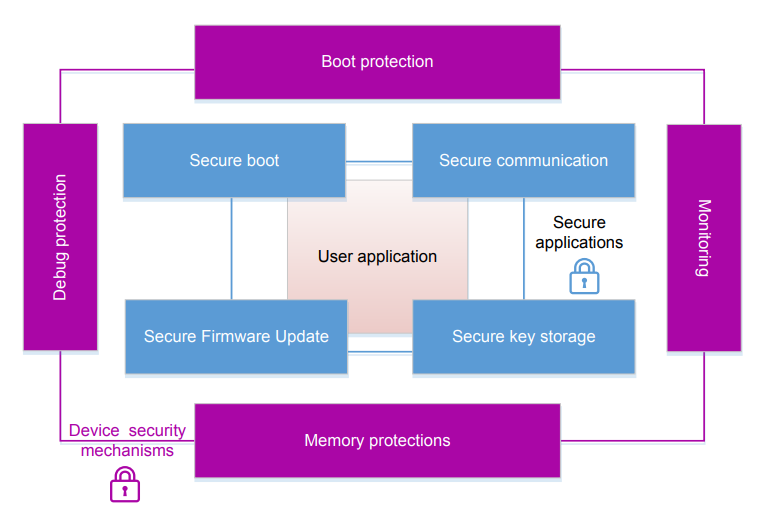 Boot protection
Secure boot
Secure communication
Debug protection
User application
Secure
applications
Monitoring
Secure Firmware Update
Secure key storage
Device security
mechanisms
Memory protections